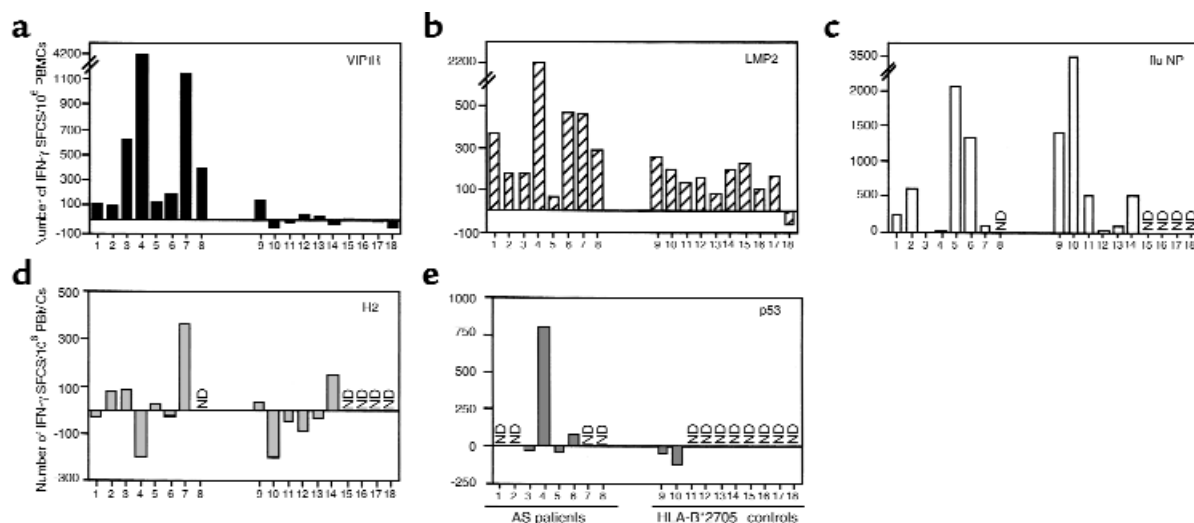 a
Number of IFN-γ SFCS/10⁶ PBMCs
4200
1100
900
700
500
300
100
-100
VIP1R
1 2 3 4 5 6 7 8 9 10 11 12 13 14 15 16 17 18
b
2200
500
300
100
-100
LMP2
1 2 3 4 5 6 7 8 9 10 11 12 13 14 15 16 17 18
c
3500
2000
1500
1000
500
0
flu NP
ND ND ND ND ND
1 2 3 4 5 6 7 8 9 10 11 12 13 14 15 16 17 18
d
Number of IFN-γ SFCS/10⁶ PBMCs
500
300
100
-100
300
H2
ND ND ND ND ND
1 2 3 4 5 6 7 8 9 10 11 12 13 14 15 16 17 18
e
1000
750
500
250
0
-250
p53
ND ND ND ND ND ND ND ND ND ND ND ND
1 2 3 4 5 6 7 8 9 10 11 12 13 14 15 16 17 18
AS patients HLA-B*2705 controls